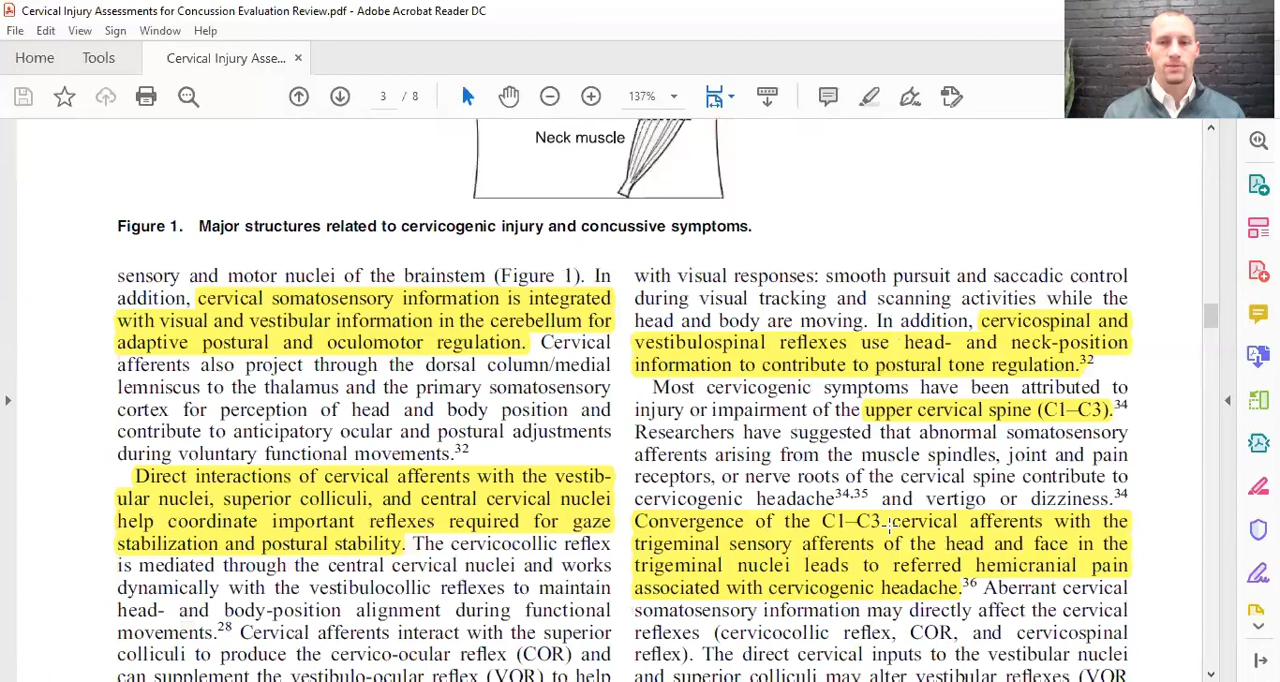 Cervical Injury Assessments for Concussion Evaluation Review.pdf - Adobe Acrobat Reader DC
File Edit View Sign Window Help
Home Tools Cervical Injury Asse... ×
3 / 8 137%
Neck muscle
Figure 1. Major structures related to cervicogenic injury and concussive symptoms.
sensory and motor nuclei of the brainstem (Figure 1). In
addition, cervical somatosensory information is integrated
with visual and vestibular information in the cerebellum for
adaptive postural and oculomotor regulation. Cervical
afferents also project through the dorsal column/medial
lemniscus to the thalamus and the primary somatosensory
cortex for perception of head and body position and
contribute to anticipatory ocular and postural adjustments
during voluntary functional movements.32
Direct interactions of cervical afferents with the vestib-
ular nuclei, superior colliculi, and central cervical nuclei
help coordinate important reflexes required for gaze
stabilization and postural stability. The cervicocollic reflex
is mediated through the central cervical nuclei and works
dynamically with the vestibulocollic reflexes to maintain
head- and body-position alignment during functional
movements.28 Cervical afferents interact with the superior
colliculi to produce the cervico-ocular reflex (COR) and
can supplement the vestibulo-ocular reflex (VOR) to help
with visual responses: smooth pursuit and saccadic control
during visual tracking and scanning activities while the
head and body are moving. In addition, cervicospinal and
vestibulospinal reflexes use head- and neck-position
information to contribute to postural tone regulation.32
Most cervicogenic symptoms have been attributed to
injury or impairment of the upper cervical spine (C1–C3).34
Researchers have suggested that abnormal somatosensory
afferents arising from the muscle spindles, joint and pain
receptors, or nerve roots of the cervical spine contribute to
cervicogenic headache34,35 and vertigo or dizziness.34
Convergence of the C1–C3 cervical afferents with the
trigeminal sensory afferents of the head and face in the
trigeminal nuclei leads to referred hemicranial pain
associated with cervicogenic headache.36 Aberrant cervical
somatosensory information may directly affect the cervical
reflexes (cervicocollic reflex, COR, and cervicospinal
reflex). The direct cervical inputs to the vestibular nuclei
and superior colliculi may alter vestibular reflexes (VOR